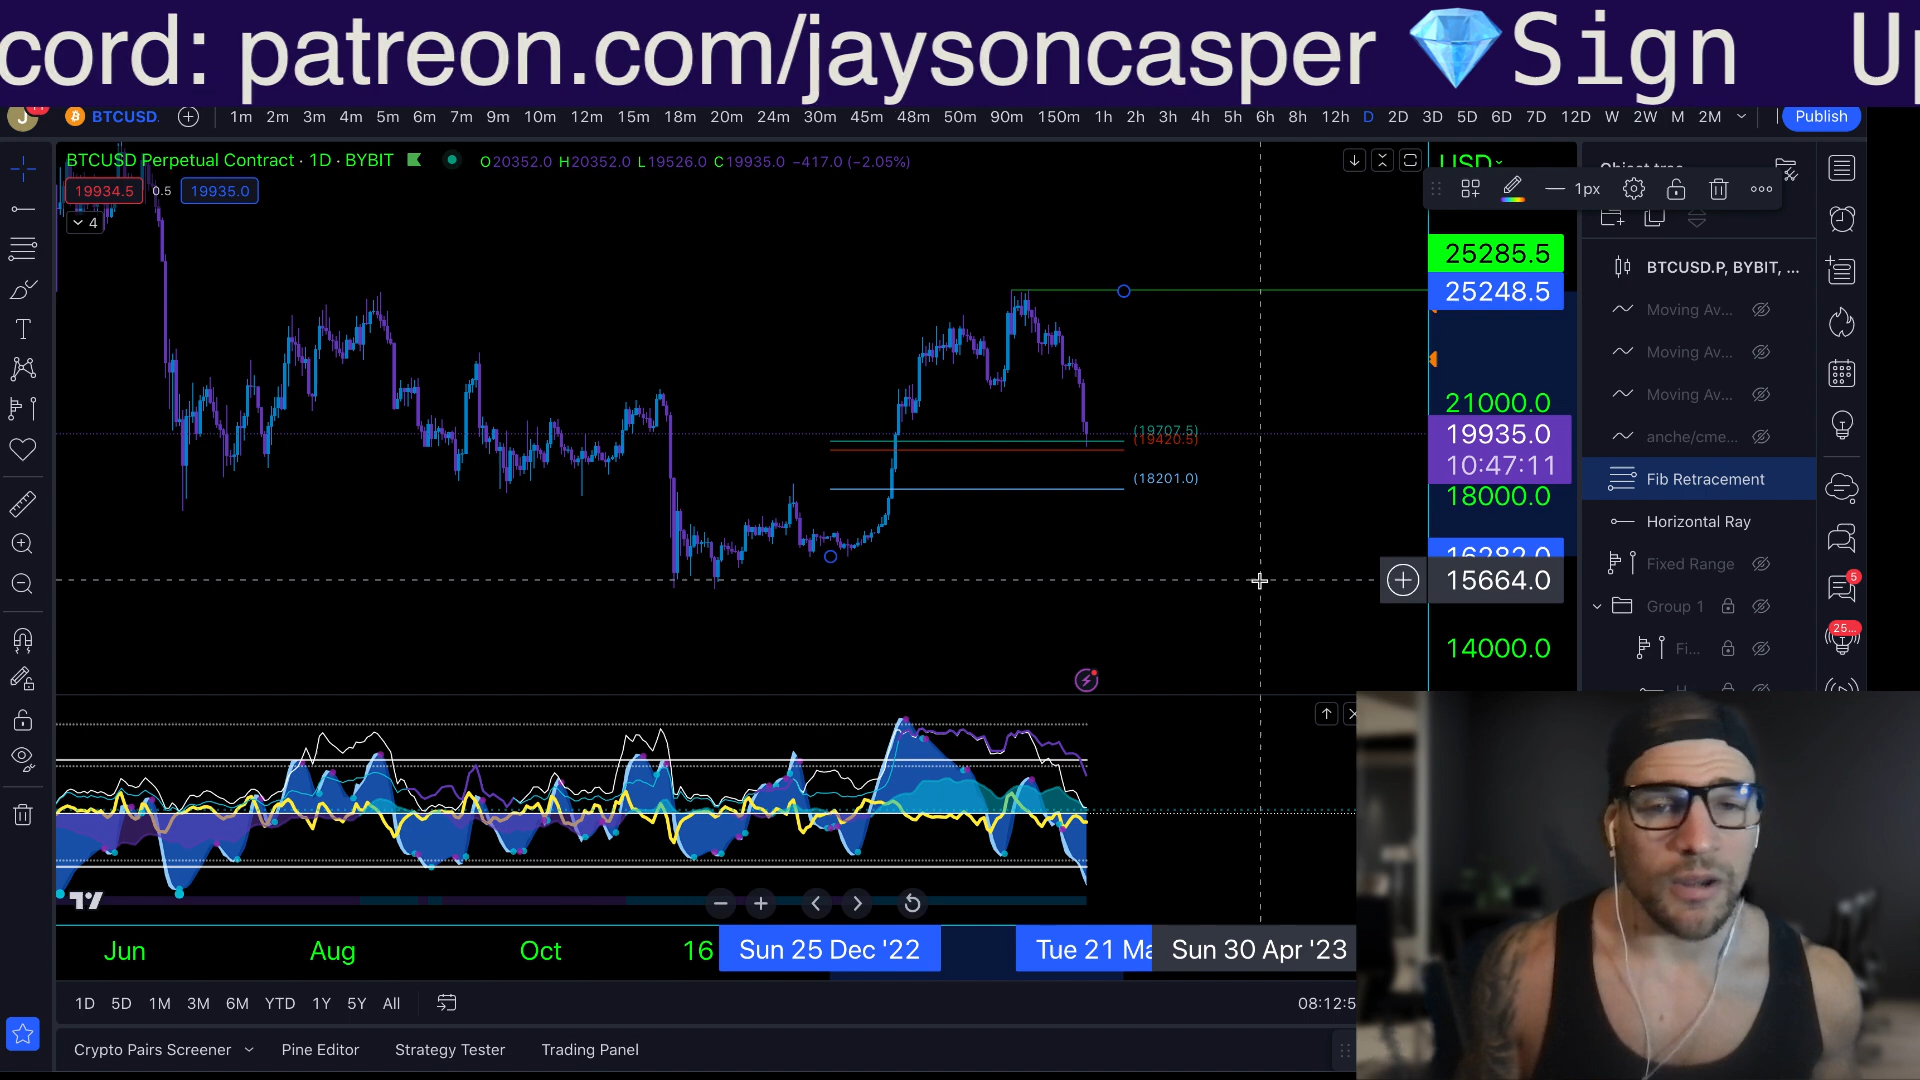 cord: patreon.com/jaysoncasper 💎Sign Up
J BTCUSD. 1m 2m 3m 4m 5m 6m 7m 9m 10m 12m 15m 18m 20m 24m 30m 45m 48m 50m 90m 150m 1h 2h 3h 4h 5h 6h 8h 12h D 2D 3D 5D 6D 7D 12D W 2W M 2M Publish
BTCUSD Perpetual Contract · 1D · BYBIT O20352.0 H20352.0 L19526.0 C19935.0 −417.0 (−2.05%)
USD
19934.5 0.5 19935.0
1px
4
25285.5
25248.5
21000.0
19935.0
10:47:11
18000.0
16282.0
15664.0
14000.0
(19707.5)
(19420.5)
(18201.0)
BTCUSD.P, BYBIT, ...
Moving Av...
Moving Av...
Moving Av...
anche/cme...
Fib Retracement
Horizontal Ray
Fixed Range
Group 1
Fi...
5
25...
Jun Aug Oct 16 Sun 25 Dec '22 Tue 21 Ma Sun 30 Apr '23
1D 5D 1M 3M 6M YTD 1Y 5Y All 08:12:5
Crypto Pairs Screener Pine Editor Strategy Tester Trading Panel